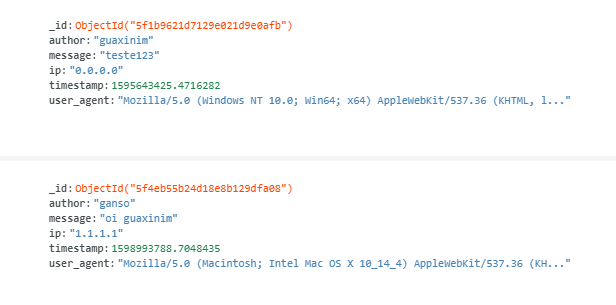 _id:ObjectId("5f1b9621d7129e021d9e0afb")
author:"guaxinim"
message:"teste123"
ip:"0.0.0.0"
timestamp:1595643425.4716282
user_agent:"Mozilla/5.0 (Windows NT 10.0; Win64; x64) AppleWebKit/537.36 (KHTML, l..."
_id:ObjectId("5f4eb55b24d18e8b129dfa08")
author:"ganso"
message:"oi guaxinim"
ip:"1.1.1.1"
timestamp:1598993788.7048435
user_agent:"Mozilla/5.0 (Macintosh; Intel Mac OS X 10_14_4) AppleWebKit/537.36 (KH..."